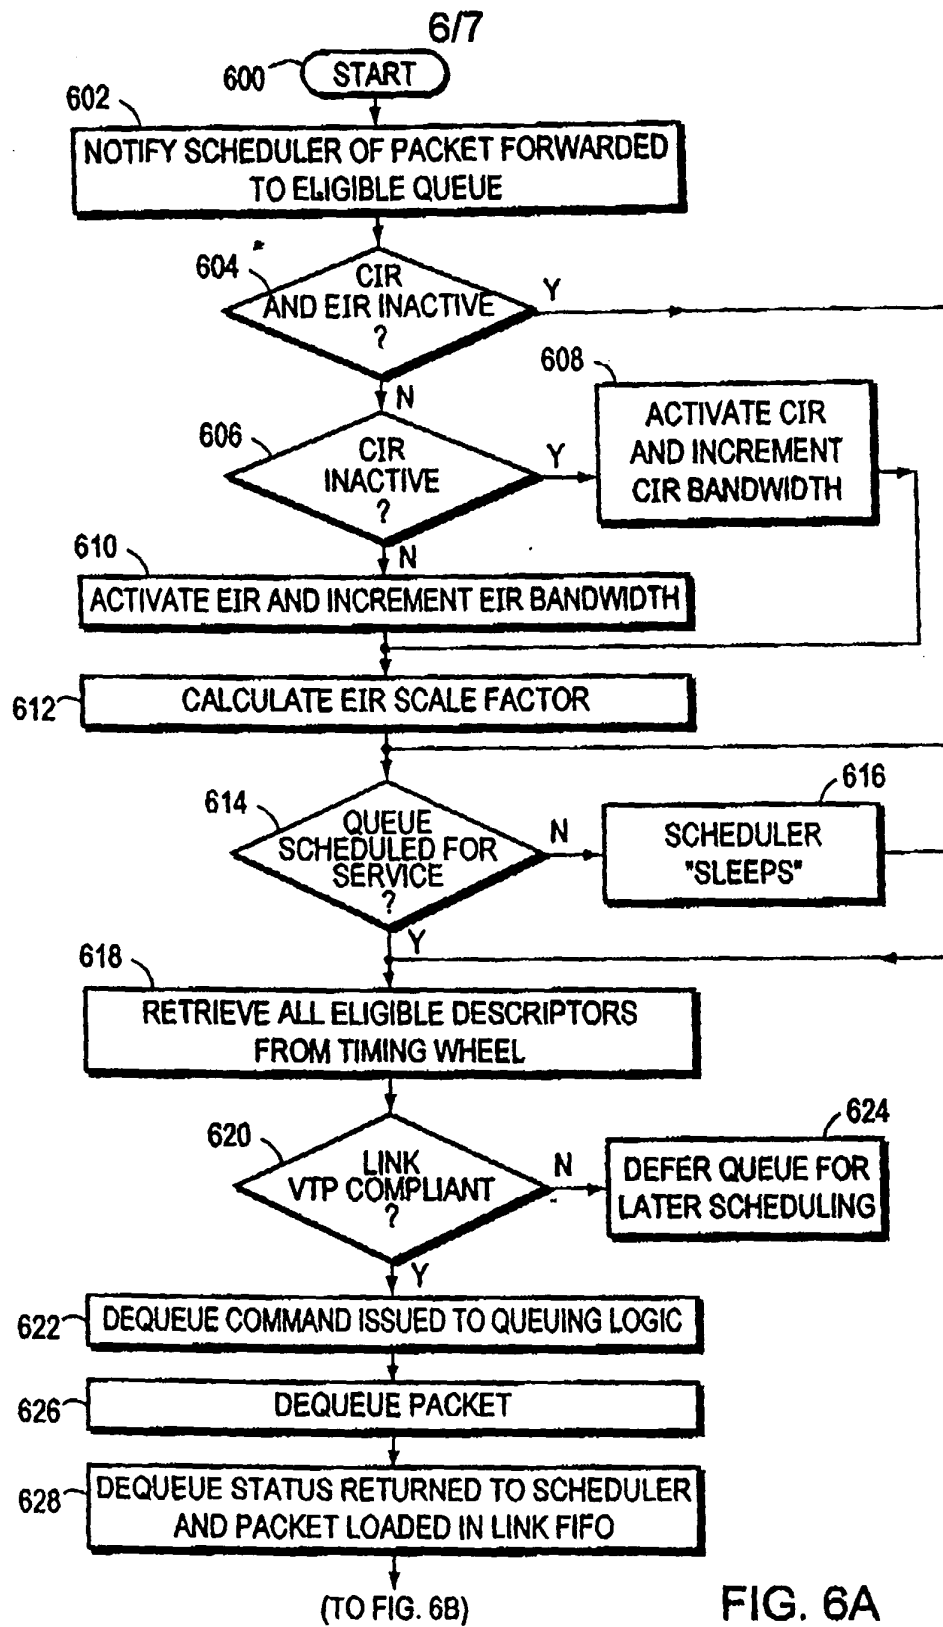 6/7
600
START
602
NOTIFY SCHEDULER OF PACKET FORWARDED
TO ELIGIBLE QUEUE
604
CIR
AND EIR INACTIVE
?
Y
N
606
CIR
INACTIVE
?
Y
N
608
ACTIVATE CIR
AND INCREMENT
CIR BANDWIDTH
610
ACTIVATE EIR AND INCREMENT EIR BANDWIDTH
612
CALCULATE EIR SCALE FACTOR
614
QUEUE
SCHEDULED FOR
SERVICE
?
N
Y
616
SCHEDULER
"SLEEPS"
618
RETRIEVE ALL ELIGIBLE DESCRIPTORS
FROM TIMING WHEEL
620
LINK
VTP COMPLIANT
?
N
Y
624
DEFER QUEUE FOR
LATER SCHEDULING
622
DEQUEUE COMMAND ISSUED TO QUEUING LOGIC
626
DEQUEUE PACKET
628
DEQUEUE STATUS RETURNED TO SCHEDULER
AND PACKET LOADED IN LINK FIFO
(TO FIG. 6B)
FIG. 6A